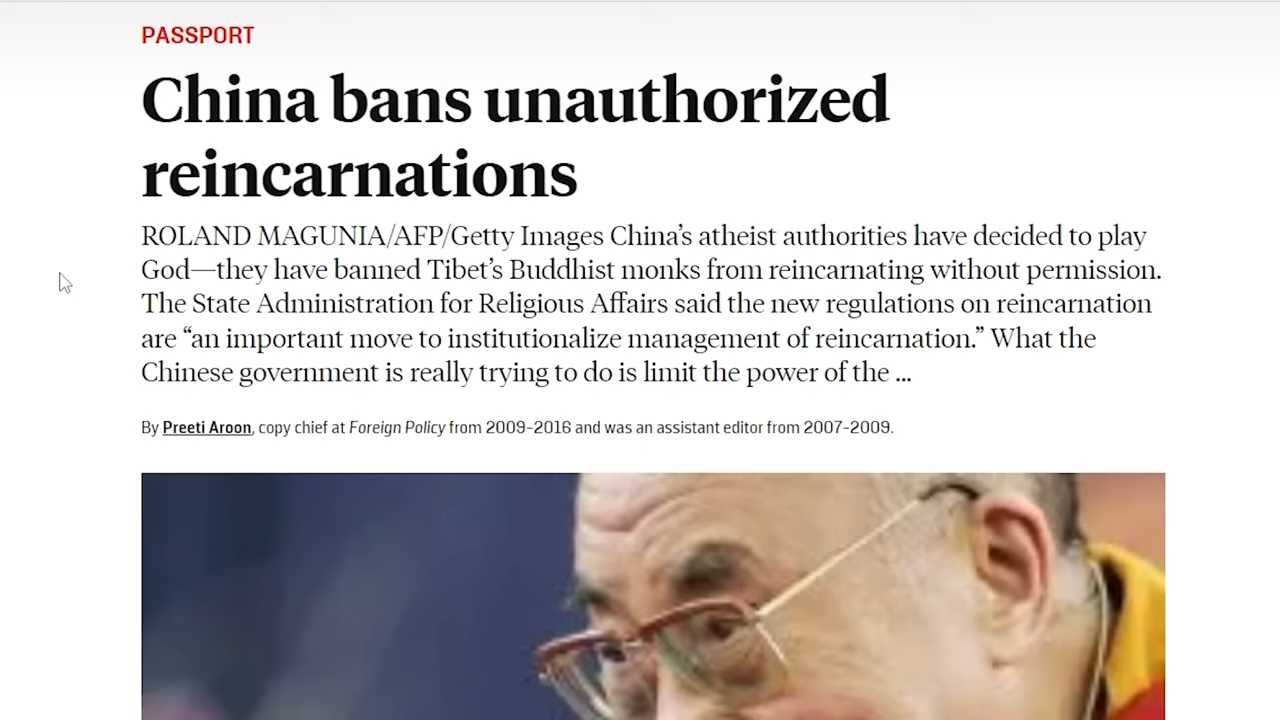 PASSPORT
China bans unauthorized
reincarnations
ROLAND MAGUNIA/AFP/Getty Images China’s atheist authorities have decided to play
God—they have banned Tibet’s Buddhist monks from reincarnating without permission.
The State Administration for Religious Affairs said the new regulations on reincarnation
are “an important move to institutionalize management of reincarnation.” What the
Chinese government is really trying to do is limit the power of the ...
By Preeti Aroon, copy chief at Foreign Policy from 2009-2016 and was an assistant editor from 2007-2009.